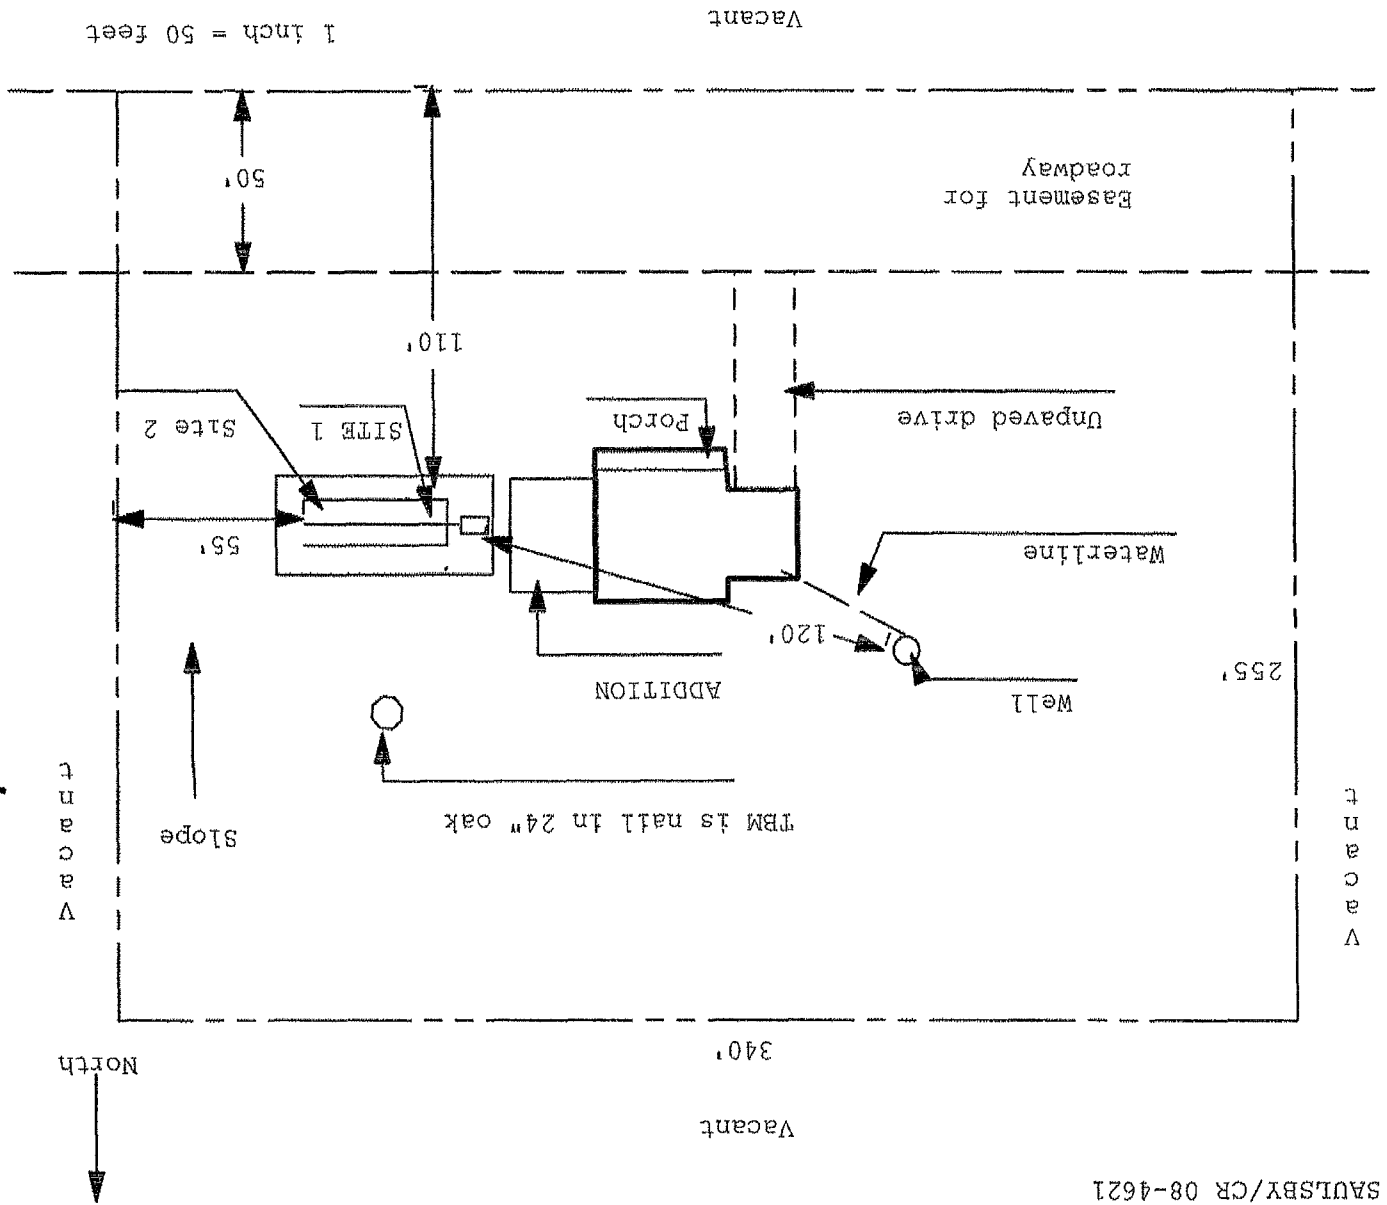 SAULSBY/CR 08-4621
Vacant
North
340'
Vacant
Vacant
Slope
TBM is nail in 24" oak
Well
ADDITION
255'
120'
Waterline
55'
Unpaved drive
Porch
SITE 1
Site 2
110'
Easement for
roadway
50'
Vacant
1 inch = 50 feet